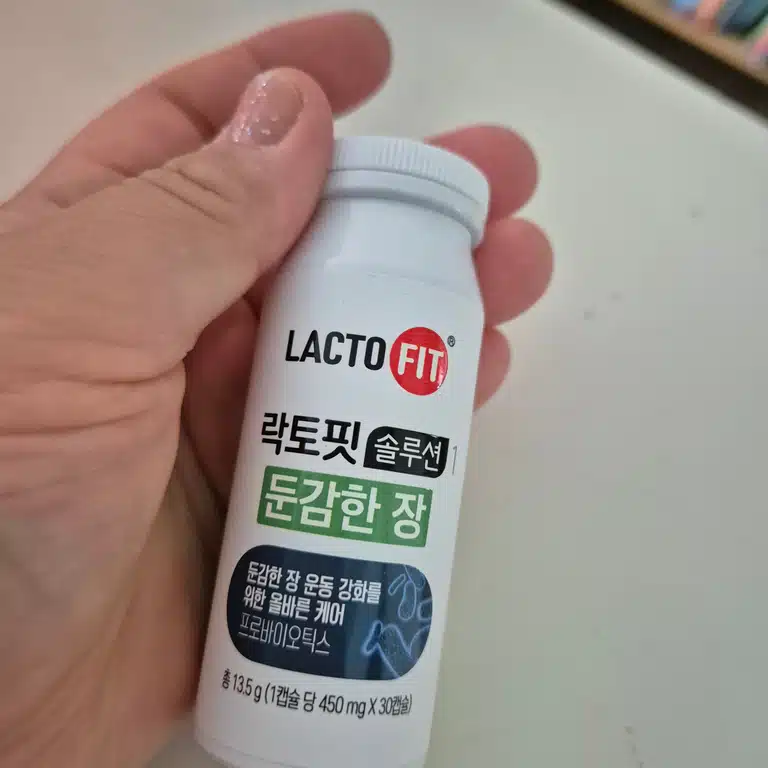 LACTO FIT®
락토핏 솔루션 1
둔감한 장
둔감한 장 운동 강화를
위한 올바른 케어
프로바이오틱스
총 13.5 g (1캡슐 당 450 mg X 30캡슐)